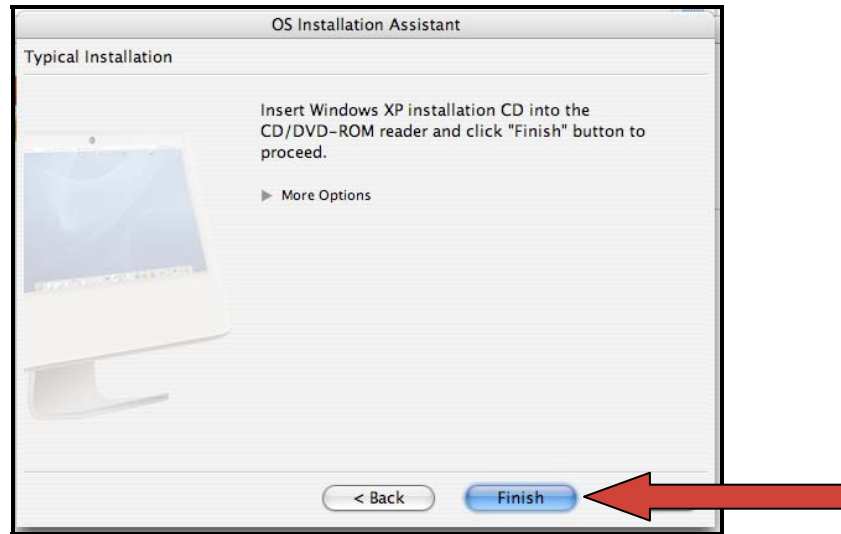 OS Installation Assistant
Typical Installation
Insert Windows XP installation CD into the
CD/DVD-ROM reader and click "Finish" button to
proceed.
More Options
< Back
Finish